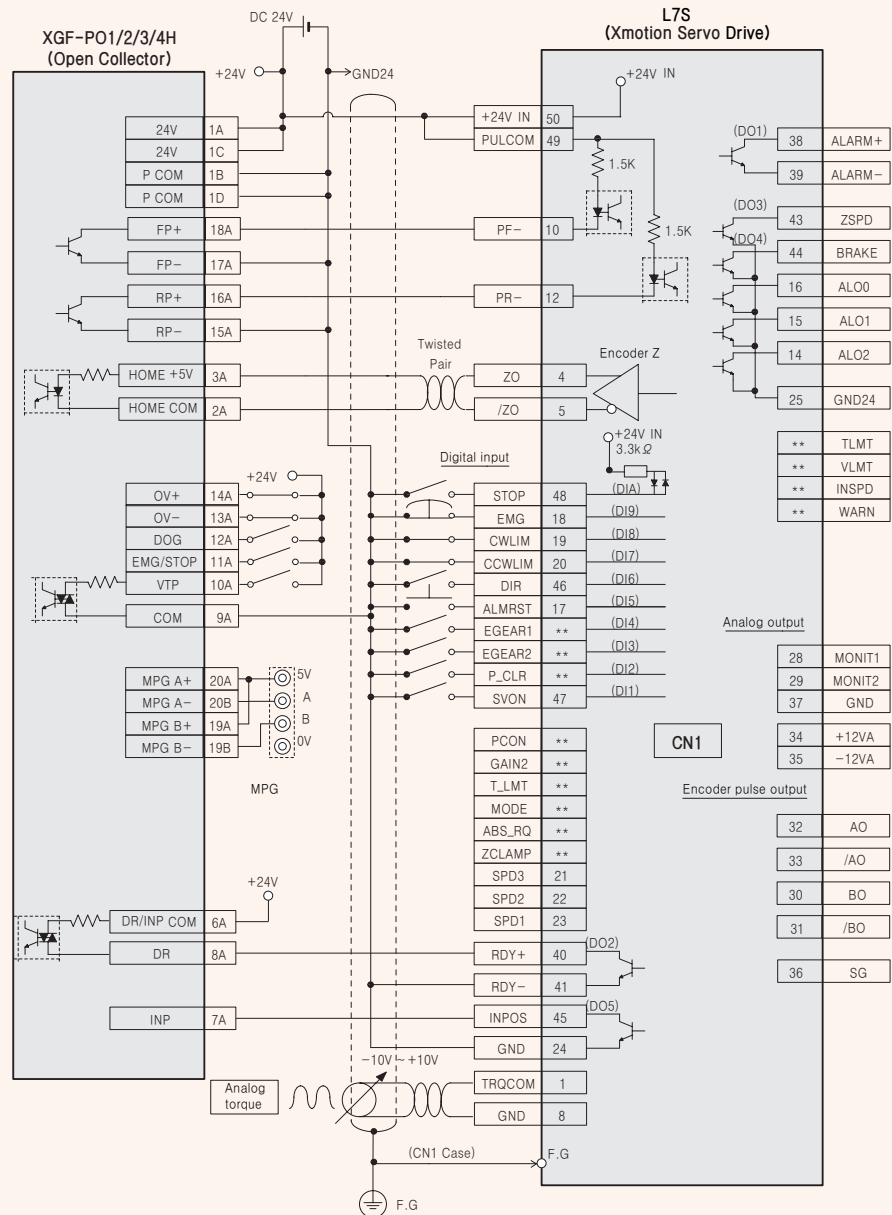 DC 24V
L7S
(Xmotion Servo Drive)
XGF-PO1/2/3/4H
(Open Collector)
+24V
GND24
+24V IN
24V 1A
24V 1C
P COM 1B
P COM 1D
FP+ 18A
FP- 17A
RP+ 16A
RP- 15A
HOME +5V 3A
HOME COM 2A
+24V
OV+ 14A
OV- 13A
DOG 12A
EMG/STOP 11A
VTP 10A
COM 9A
MPG A+ 20A
MPG A- 20B
MPG B+ 19A
MPG B- 19B
5V
A
B
0V
MPG
+24V
DR/INP COM 6A
DR 8A
INP 7A
Twisted
Pair
Digital input
+24V IN 50
PULCOM 49
1.5K
1.5K
PF- 10
PR- 12
ZO 4
/ZO 5
Encoder Z
+24V IN
3.3kΩ
STOP 48 (DIA)
EMG 18 (DI9)
CWLIM 19 (DI8)
CCWLIM 20 (DI7)
DIR 46 (DI6)
ALMRST 17 (DI5)
EGEAR1 ** (DI4)
EGEAR2 ** (DI3)
P_CLR ** (DI2)
SVON 47 (DI1)
PCON **
GAIN2 **
T_LMT **
MODE **
ABS_RQ **
ZCLAMP **
SPD3 21
SPD2 22
SPD1 23
RDY+ 40 (DO2)
RDY- 41
INPOS 45 (DO5)
GND 24
-10V ~ +10V
Analog
torque
TRQCOM 1
GND 8
(CN1 Case)
F.G
F.G
CN1
(DO1)
38 ALARM+
39 ALARM-
(DO3)
43 ZSPD
(DO4)
44 BRAKE
16 ALO0
15 ALO1
14 ALO2
25 GND24
** TLMT
** VLMT
** INSPD
** WARN
Analog output
28 MONIT1
29 MONIT2
37 GND
34 +12VA
35 -12VA
Encoder pulse output
32 AO
33 /AO
30 BO
31 /BO
36 SG